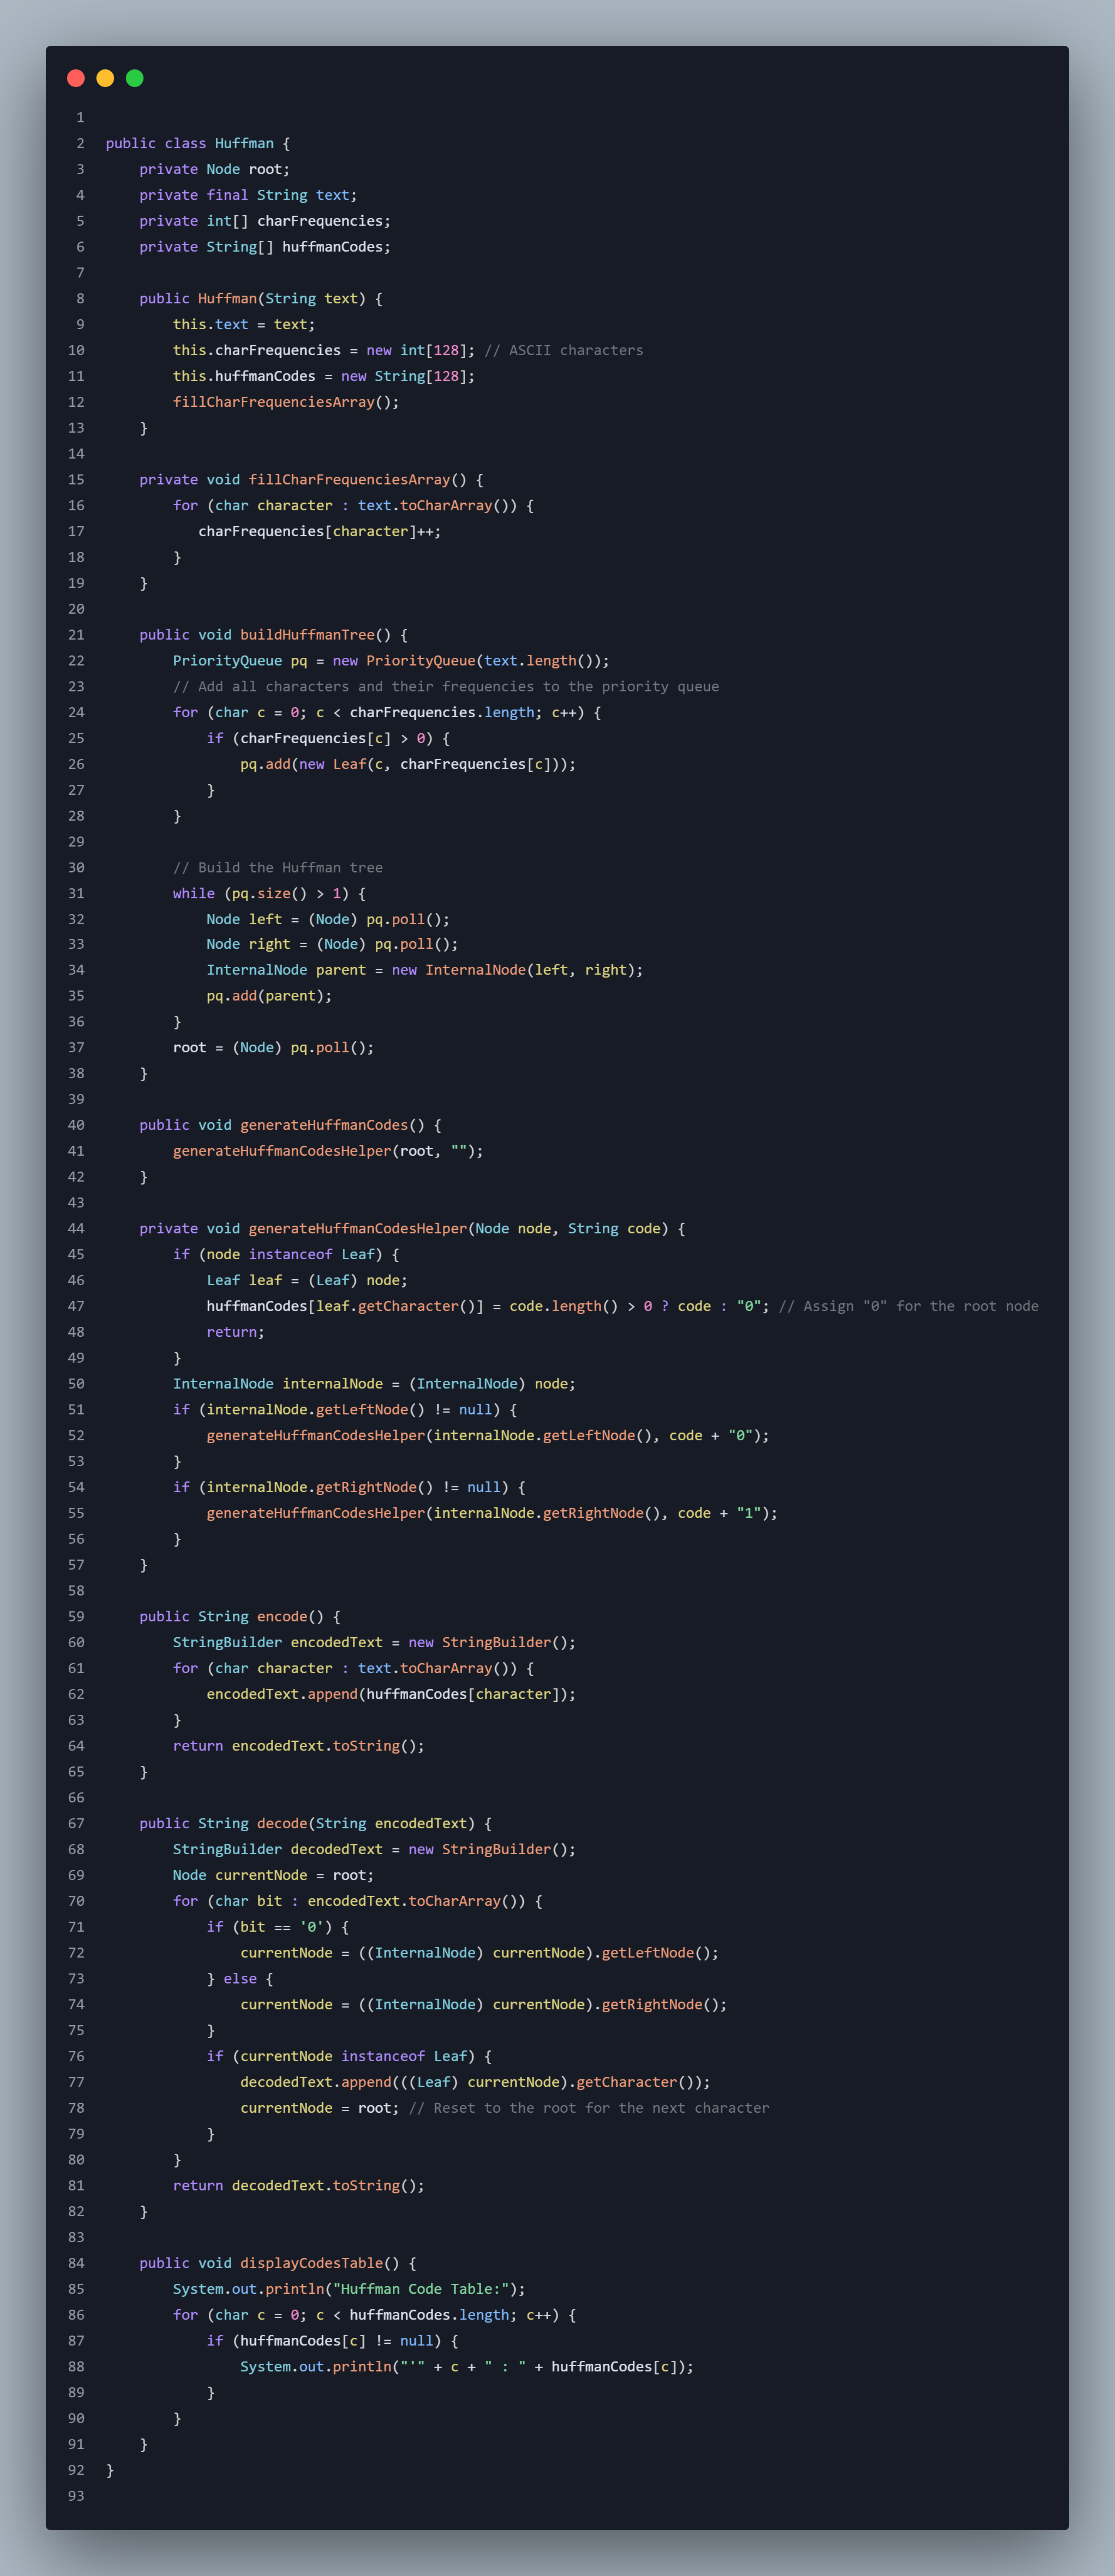 1
2 public class Huffman {
3     private Node root;
4     private final String text;
5     private int[] charFrequencies;
6     private String[] huffmanCodes;
7
8     public Huffman(String text) {
9         this.text = text;
10         this.charFrequencies = new int[128]; // ASCII characters
11         this.huffmanCodes = new String[128];
12         fillCharFrequenciesArray();
13     }
14
15     private void fillCharFrequenciesArray() {
16         for (char character : text.toCharArray()) {
17            charFrequencies[character]++;
18         }
19     }
20
21     public void buildHuffmanTree() {
22         PriorityQueue pq = new PriorityQueue(text.length());
23         // Add all characters and their frequencies to the priority queue
24         for (char c = 0; c < charFrequencies.length; c++) {
25             if (charFrequencies[c] > 0) {
26                 pq.add(new Leaf(c, charFrequencies[c]));
27             }
28         }
29
30         // Build the Huffman tree
31         while (pq.size() > 1) {
32             Node left = (Node) pq.poll();
33             Node right = (Node) pq.poll();
34             InternalNode parent = new InternalNode(left, right);
35             pq.add(parent);
36         }
37         root = (Node) pq.poll();
38     }
39
40     public void generateHuffmanCodes() {
41         generateHuffmanCodesHelper(root, "");
42     }
43
44     private void generateHuffmanCodesHelper(Node node, String code) {
45         if (node instanceof Leaf) {
46             Leaf leaf = (Leaf) node;
47             huffmanCodes[leaf.getCharacter()] = code.length() > 0 ? code : "0"; // Assign "0" for the root node
48             return;
49         }
50         InternalNode internalNode = (InternalNode) node;
51         if (internalNode.getLeftNode() != null) {
52             generateHuffmanCodesHelper(internalNode.getLeftNode(), code + "0");
53         }
54         if (internalNode.getRightNode() != null) {
55             generateHuffmanCodesHelper(internalNode.getRightNode(), code + "1");
56         }
57     }
58
59     public String encode() {
60         StringBuilder encodedText = new StringBuilder();
61         for (char character : text.toCharArray()) {
62             encodedText.append(huffmanCodes[character]);
63         }
64         return encodedText.toString();
65     }
66
67     public String decode(String encodedText) {
68         StringBuilder decodedText = new StringBuilder();
69         Node currentNode = root;
70         for (char bit : encodedText.toCharArray()) {
71             if (bit == '0') {
72                 currentNode = ((InternalNode) currentNode).getLeftNode();
73             } else {
74                 currentNode = ((InternalNode) currentNode).getRightNode();
75             }
76             if (currentNode instanceof Leaf) {
77                 decodedText.append(((Leaf) currentNode).getCharacter());
78                 currentNode = root; // Reset to the root for the next character
79             }
80         }
81         return decodedText.toString();
82     }
83
84     public void displayCodesTable() {
85         System.out.println("Huffman Code Table:");
86         for (char c = 0; c < huffmanCodes.length; c++) {
87             if (huffmanCodes[c] != null) {
88                 System.out.println("'" + c + " : " + huffmanCodes[c]);
89             }
90         }
91     }
92 }
93